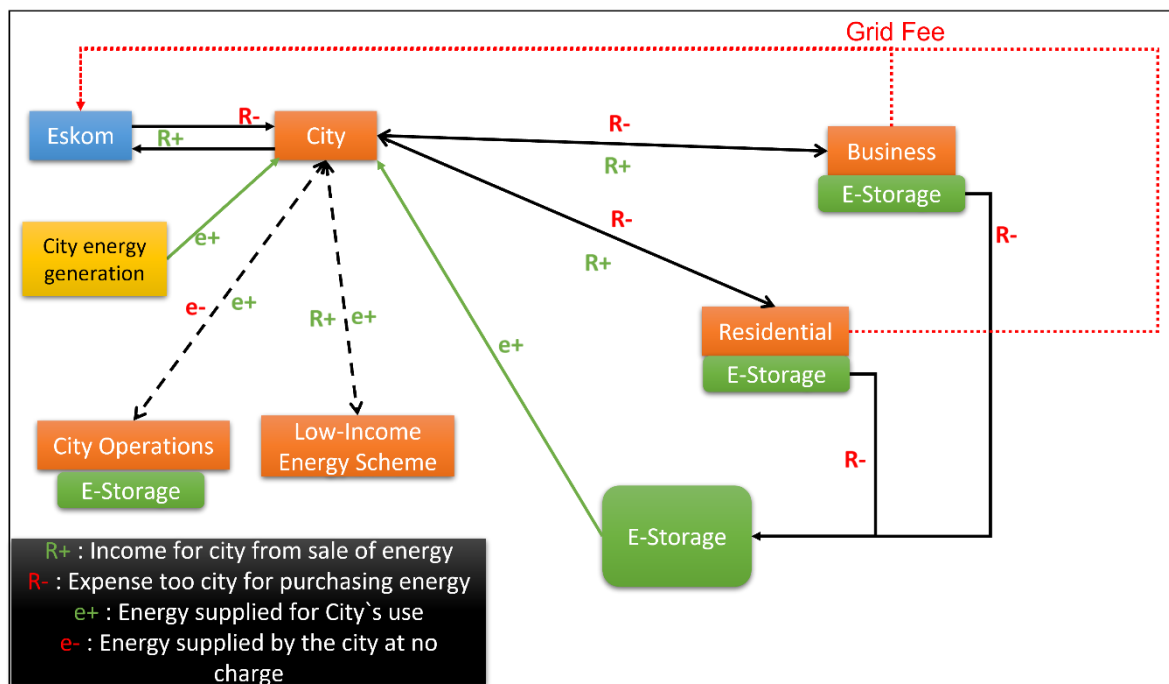 Grid Fee
Eskom
R-
R+
City
R-
R+
Business
E-Storage
R-
City energy
generation
e+
R-
R+
e-
e+
R+
e+
e+
Residential
E-Storage
R-
City Operations
E-Storage
Low-Income
Energy Scheme
E-Storage
R+ : Income for city from sale of energy
R- : Expense too city for purchasing energy
e+ : Energy supplied for City`s use
e- : Energy supplied by the city at no
charge